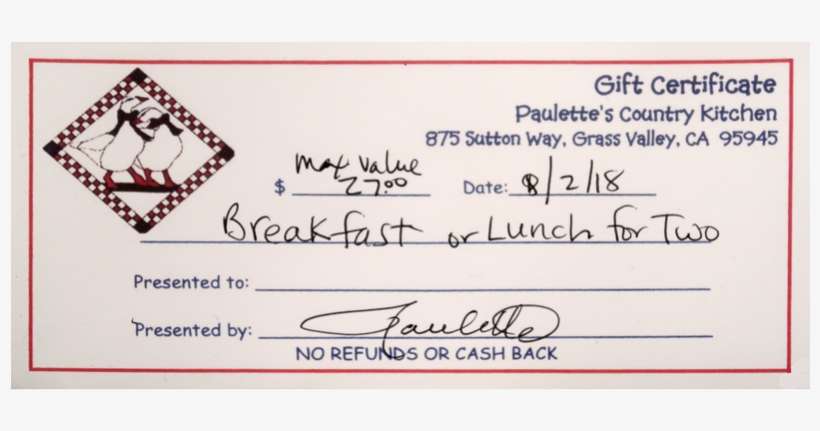 Gift Certificate
Paulette's Country Kitchen
875 Sutton Way, Grass Valley, CA 95945
max value
$ 27.00 Date: 8/2/18
Breakfast or Lunch for Two
Presented to:
Presented by: Paulette
NO REFUNDS OR CASH BACK